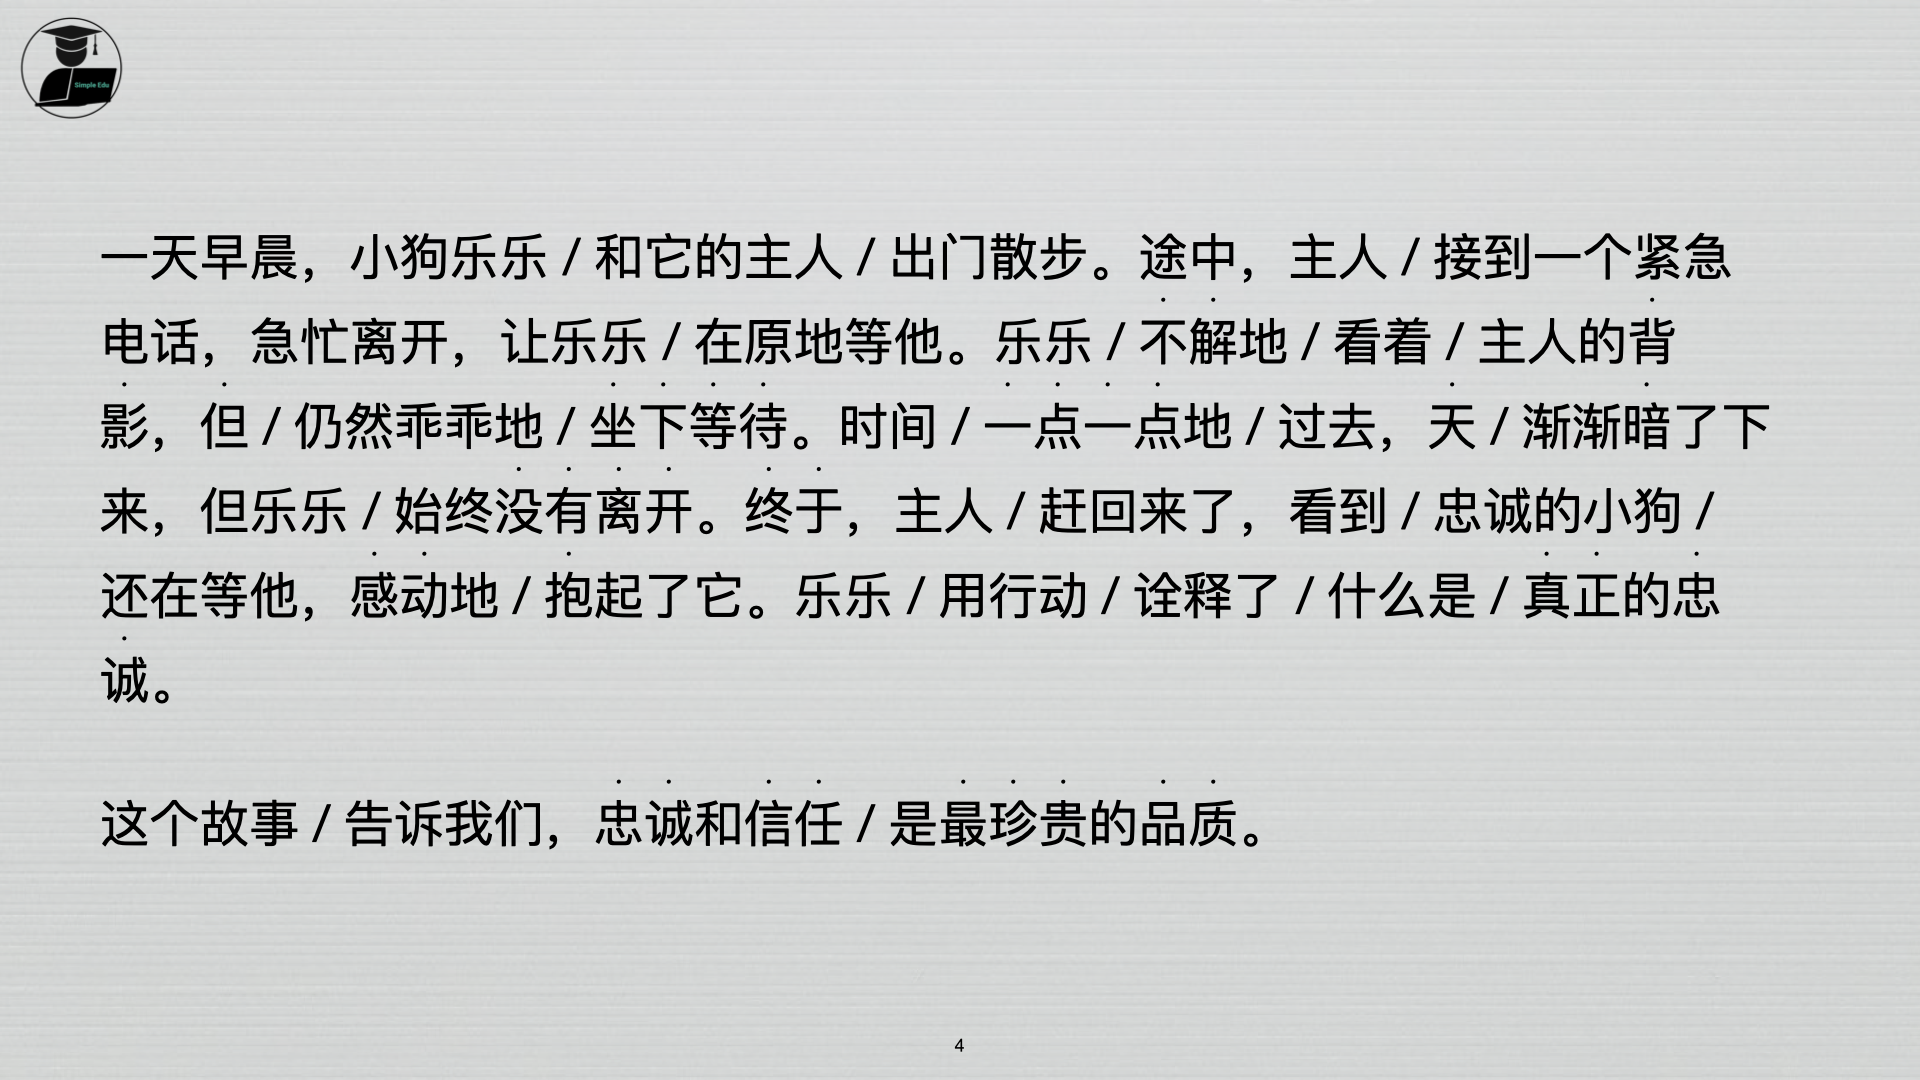 Simple Edu
一天早晨，小狗乐乐 / 和它的主人 / 出门散步。途中，主人 / 接到一个紧急
电话，急忙离开，让乐乐 / 在原地等他。乐乐 / 不解地 / 看着 / 主人的背
影，但 / 仍然乖乖地 / 坐下等待。时间 / 一点一点地 / 过去，天 / 渐渐暗了下
来，但乐乐 / 始终没有离开。终于，主人 / 赶回来了，看到 / 忠诚的小狗 /
还在等他，感动地 / 抱起了它。乐乐 / 用行动 / 诠释了 / 什么是 / 真正的忠
诚。
这个故事 / 告诉我们，忠诚和信任 / 是最珍贵的品质。
4